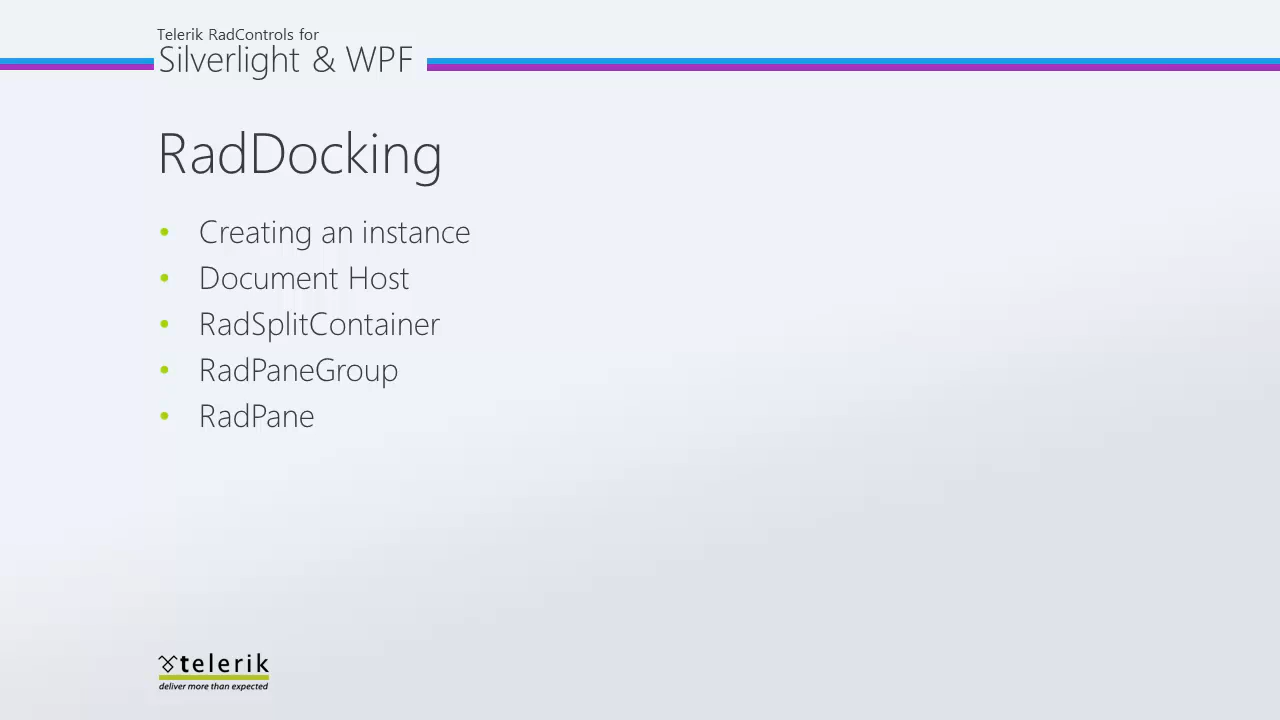 Telerik RadControls for
Silverlight & WPF
RadDocking
• Creating an instance
• Document Host
• RadSplitContainer
• RadPaneGroup
• RadPane
telerik
deliver more than expected